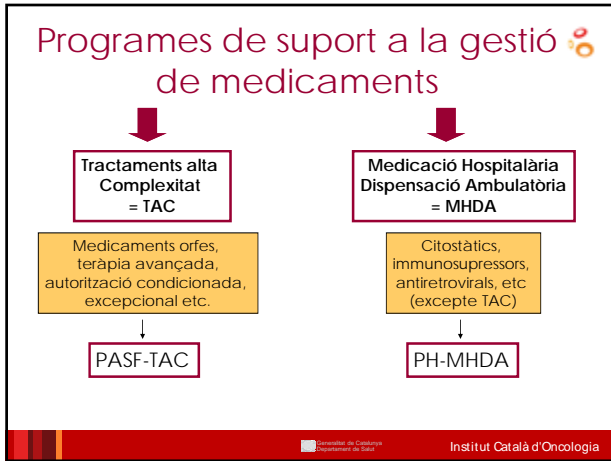 Programes de suport a la gestió
de medicaments
Tractaments alta
Complexitat
= TAC
Medicació Hospitalària
Dispensació Ambulatòria
= MHDA
Medicaments orfes,
teràpia avançada,
autorització condicionada,
excepcional etc.
Citostàtics,
immunosupressors,
antiretrovirals, etc
(excepte TAC)
PASF-TAC
PH-MHDA
Generalitat de Catalunya
Departament de Salut
Institut Català d'Oncologia